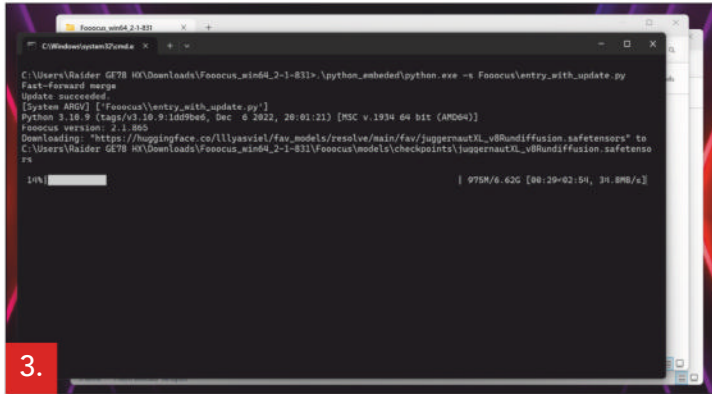 Fooocus_win64_2-1-831
C:\Windows\system32\cmd.e
C:\Users\Raider GE78 HX\Downloads\Fooocus_win64_2-1-831>.\python_embeded\python.exe -s Fooocus\entry_with_update.py
Fast-forward merge
Update succeeded.
[System ARGV] ['Fooocus\\entry_with_update.py']
Python 3.10.9 (tags/v3.10.9:1dd9be6, Dec  6 2022, 20:01:21) [MSC v.1934 64 bit (AMD64)]
Fooocus version: 2.1.865
Downloading: "https://huggingface.co/lllyasviel/fav_models/resolve/main/fav/juggernautXL_v8Rundiffusion.safetensors" to
C:\Users\Raider GE78 HX\Downloads\Fooocus_win64_2-1-831\Fooocus\models\checkpoints\juggernautXL_v8Rundiffusion.safetenso
rs
14%| | 975M/6.62G [00:29<02:54, 34.8MB/s]
3.